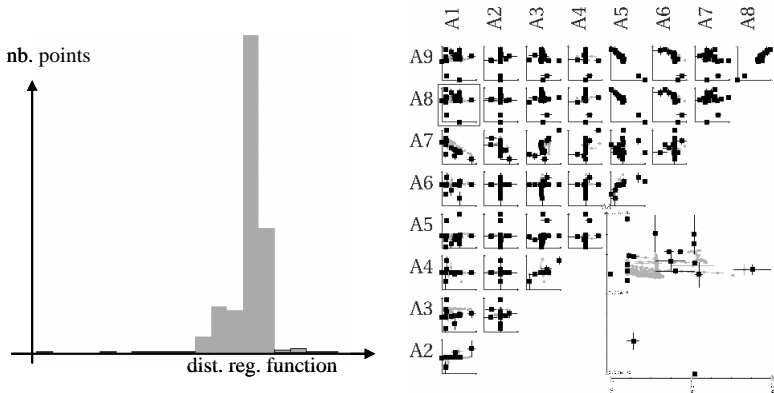 nb. points
dist. reg. function
A1 A2 A3 A4 A5 A6 A7 A8
A9
A8
A7
A6
A5
A4
A3
A2